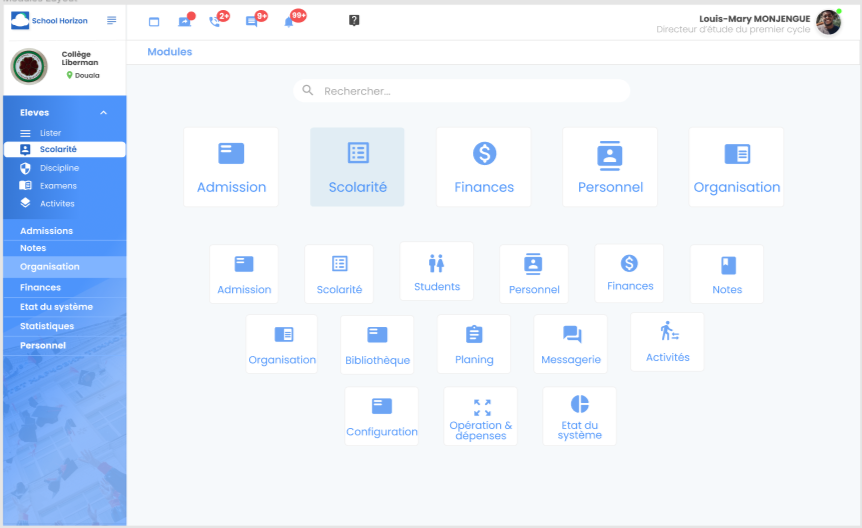 Modules Layout
School Horizon
2+
9+
99+
Louis-Mary MONJENGUE
Directeur d'étude du premier cycle
Collège
Liberman
Douala
Modules
Rechercher...
Eleves
Lister
Scolarité
Discipline
Examens
Activites
Admissions
Notes
Organisation
Finances
Etat du système
Statistiques
Personnel
Admission
Scolarité
Finances
Personnel
Organisation
Admission
Scolarité
Students
Personnel
Finances
Notes
Organisation
Bibliothèque
Planing
Messagerie
Activités
Configuration
Opération &
dépenses
Etat du
système